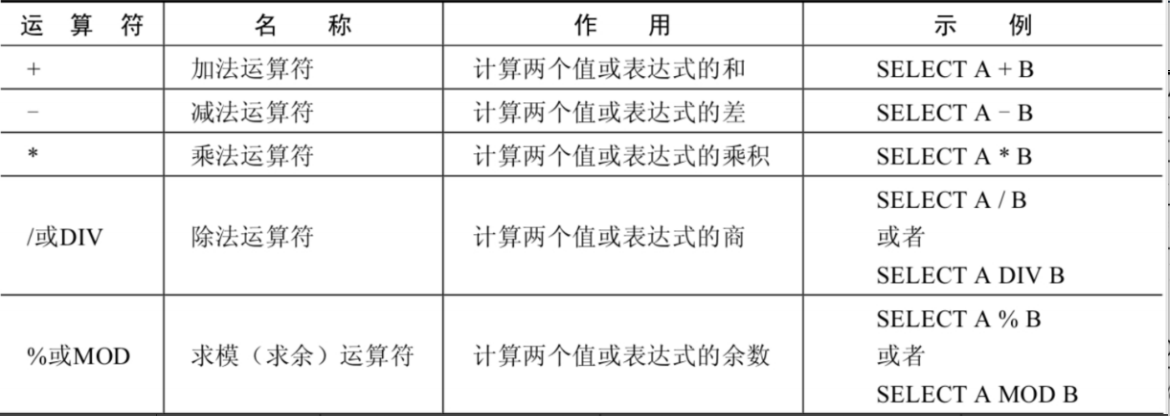 运 算 符 名 称 作 用 示 例
+ 加法运算符 计算两个值或表达式的和 SELECT A + B
- 减法运算符 计算两个值或表达式的差 SELECT A - B
* 乘法运算符 计算两个值或表达式的乘积 SELECT A * B
/或DIV 除法运算符 计算两个值或表达式的商 SELECT A / B
或者
SELECT A DIV B
%或MOD 求模（求余）运算符 计算两个值或表达式的余数 SELECT A % B
或者
SELECT A MOD B